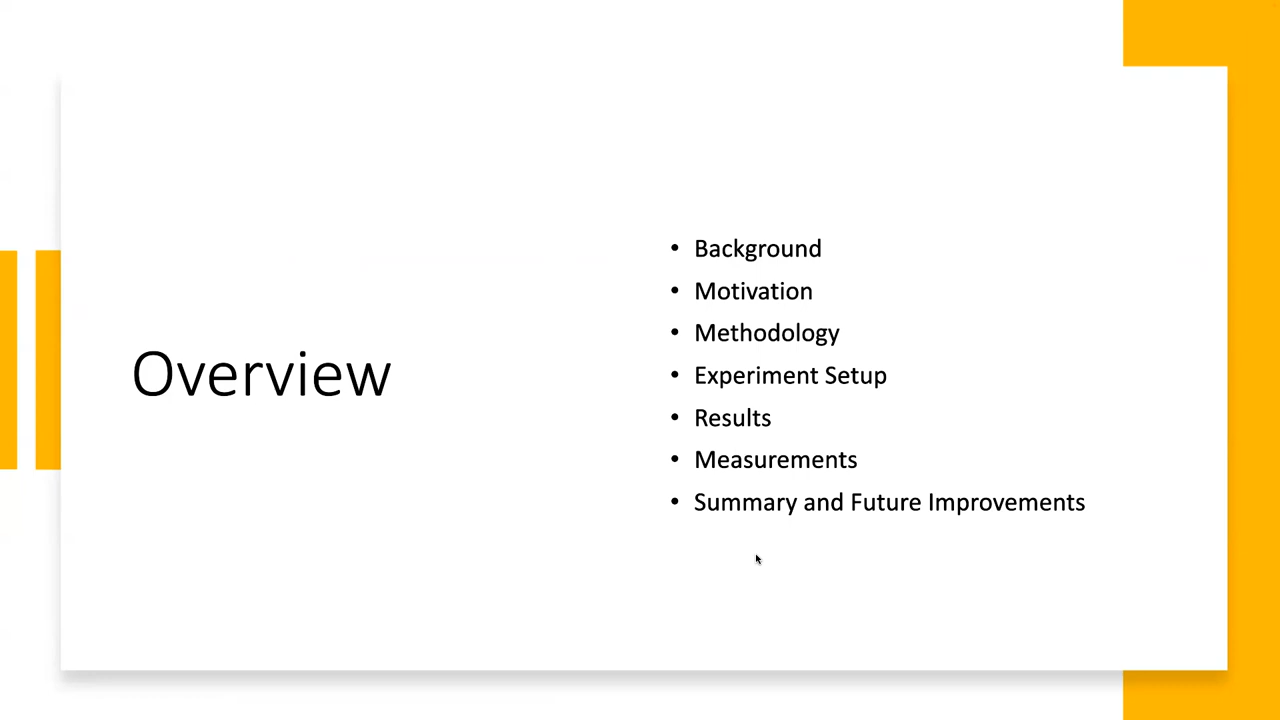 Overview
• Background
• Motivation
• Methodology
• Experiment Setup
• Results
• Measurements
• Summary and Future Improvements